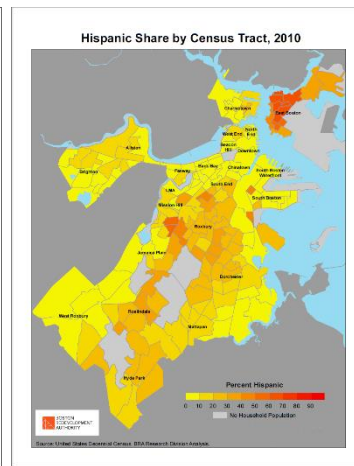 Hispanic Share by Census Tract, 2010
Charlestown
East Boston
West End
North End
Beacon Hill
Downtown
Allston
Brighton
Back Bay
Chinatown
Fenway
South Boston Waterfront
South End
LMA
South Boston
Mission Hill
Roxbury
Jamaica Plain
Dorchester
West Roxbury
Roslindale
Mattapan
Hyde Park
Percent Hispanic
0 10 20 30 40 50 60 70 80 90
No Household Population
BOSTON
REDEVELOPMENT
AUTHORITY
Source: United States Decennial Census, BRA Research Division Analysis